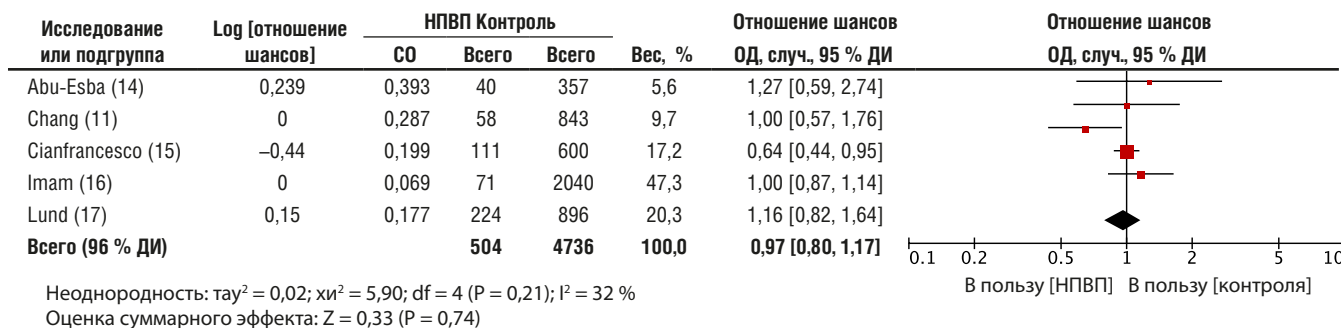 Исследование или подгруппа Log [отношение шансов] НПВП Контроль Вес, % Отношение шансов Отношение шансов
СО Всего Всего ОД, случ., 95 % ДИ ОД, случ., 95 % ДИ
Abu-Esba (14) 0,239 0,393 40 357 5,6 1,27 [0,59, 2,74]
Chang (11) 0 0,287 58 843 9,7 1,00 [0,57, 1,76]
Cianfrancesco (15) –0,44 0,199 111 600 17,2 0,64 [0,44, 0,95]
Imam (16) 0 0,069 71 2040 47,3 1,00 [0,87, 1,14]
Lund (17) 0,15 0,177 224 896 20,3 1,16 [0,82, 1,64]
Всего (96 % ДИ) 504 4736 100,0 0,97 [0,80, 1,17]
0.1 0.2 0.5 1 2 5 10
В пользу [НПВП] В пользу [контроля]
Неоднородность: тау² = 0,02; хи² = 5,90; df = 4 (P = 0,21); I² = 32 %
Оценка суммарного эффекта: Z = 0,33 (P = 0,74)